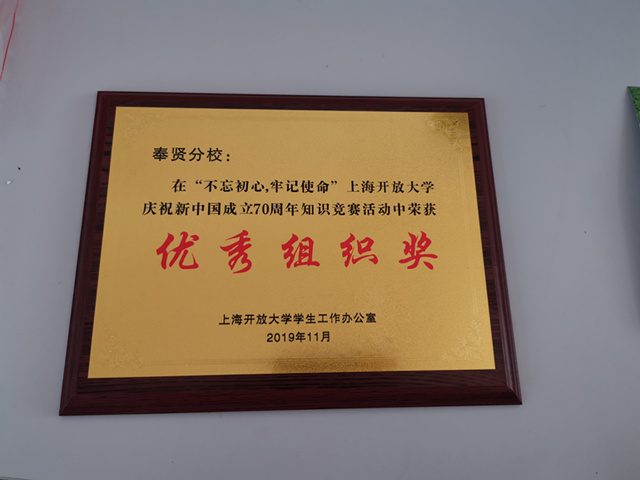 奉贤分校：
在“不忘初心,牢记使命”上海开放大学
庆祝新中国成立70周年知识竞赛活动中荣获
优秀组织奖
上海开放大学学生工作办公室
2019年11月